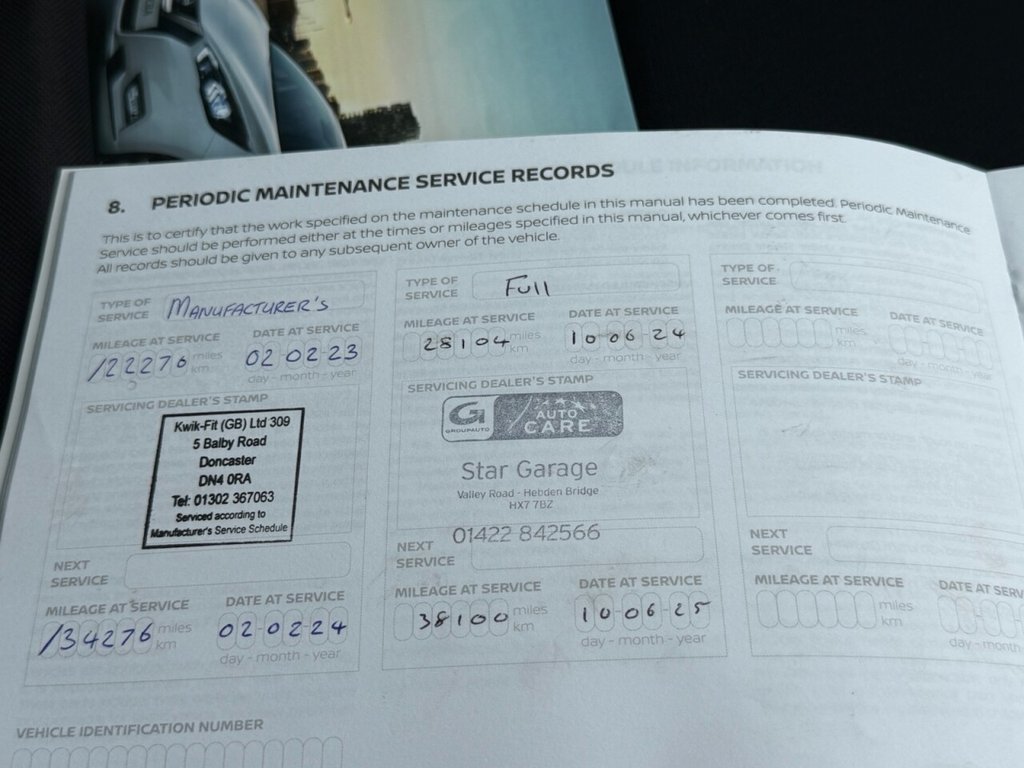 8. PERIODIC MAINTENANCE SERVICE RECORDS
This is to certify that the work specified on the maintenance schedule in this manual has been completed. Periodic Maintenance
Service should be performed either at the times or mileages specified in this manual, whichever comes first.
All records should be given to any subsequent owner of the vehicle.
TYPE OF
SERVICE
MANUFACTURER'S
MILEAGE AT SERVICE
DATE AT SERVICE
/22276 miles
km
02-02-23
day - month - year
SERVICING DEALER'S STAMP
Kwik-Fit (GB) Ltd 309
5 Balby Road
Doncaster
DN4 0RA
Tel: 01302 367063
Serviced according to
Manufacturer's Service Schedule
NEXT
SERVICE
MILEAGE AT SERVICE
DATE AT SERVICE
/34276 miles
km
02-02-24
day - month - year
TYPE OF
SERVICE
Full
MILEAGE AT SERVICE
DATE AT SERVICE
28104 miles
km
10-06-24
day - month - year
SERVICING DEALER'S STAMP
G
GROUPAUTO
AUTO
CARE
Star Garage
Valley Road - Hebden Bridge
HX7 7BZ
01422 842566
NEXT
SERVICE
MILEAGE AT SERVICE
DATE AT SERVICE
38100 miles
km
10-06-25
day - month - year
TYPE OF
SERVICE
MILEAGE AT SERVICE
DATE AT SERVICE
miles
km
day - month - year
SERVICING DEALER'S STAMP
NEXT
SERVICE
MILEAGE AT SERVICE
DATE AT SERV
miles
km
day - month
VEHICLE IDENTIFICATION NUMBER